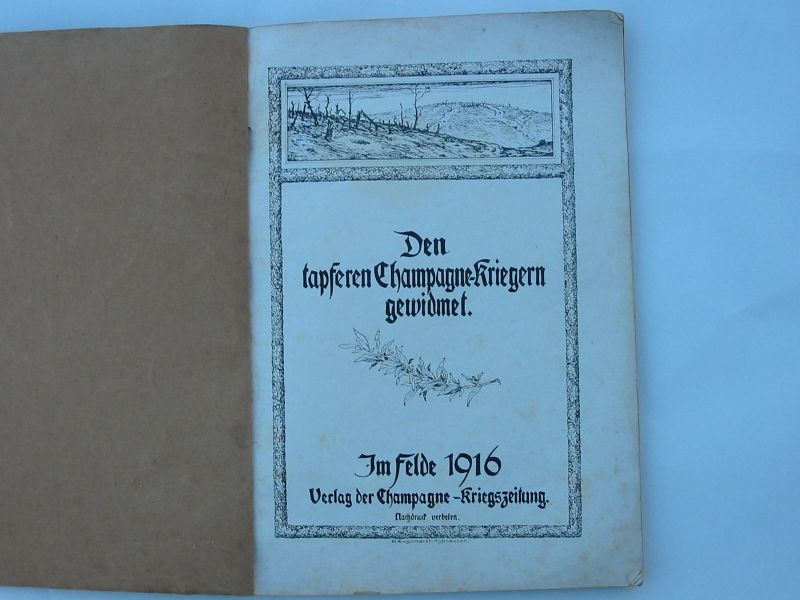 Den
tapferen Champagne-Kriegern
gewidmet.
Im Felde 1916
Verlag der Champagne-Kriegszeitung.
Nachdruck verboten.